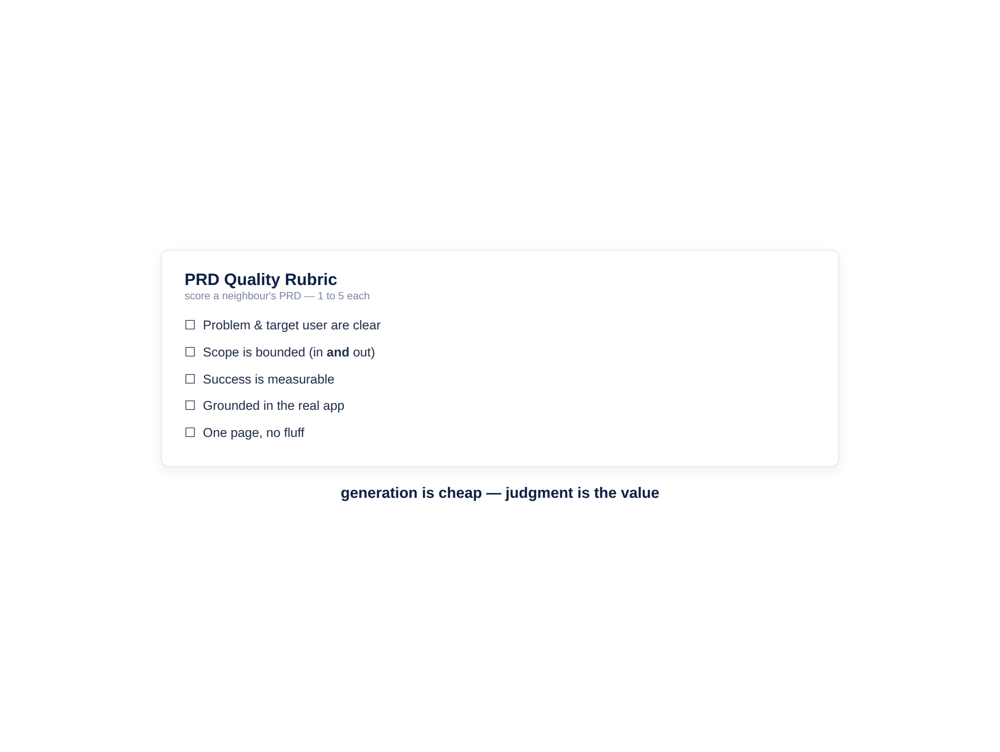 PRD Quality Rubric
score a neighbour's PRD — 1 to 5 each
☐ Problem & target user are clear
☐ Scope is bounded (in and out)
☐ Success is measurable
☐ Grounded in the real app
☐ One page, no fluff
generation is cheap — judgment is the value